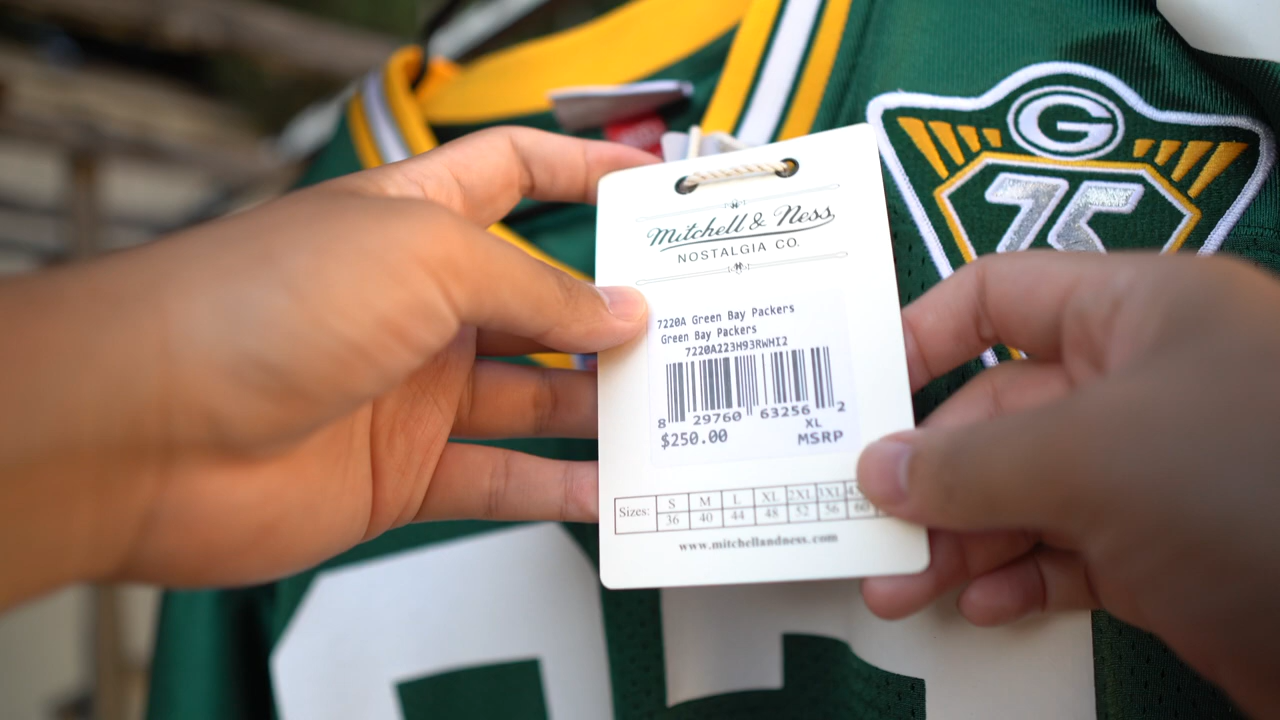 G
75
Mitchell & Ness
NOSTALGIA CO.
7220A Green Bay Packers
Green Bay Packers
7220A223H93RWHI2
8 29760 63256 2
$250.00 XL
MSRP
Sizes: S M L XL 2XL 3XL
36 40 44 48 52 56 60
www.mitchellandness.com